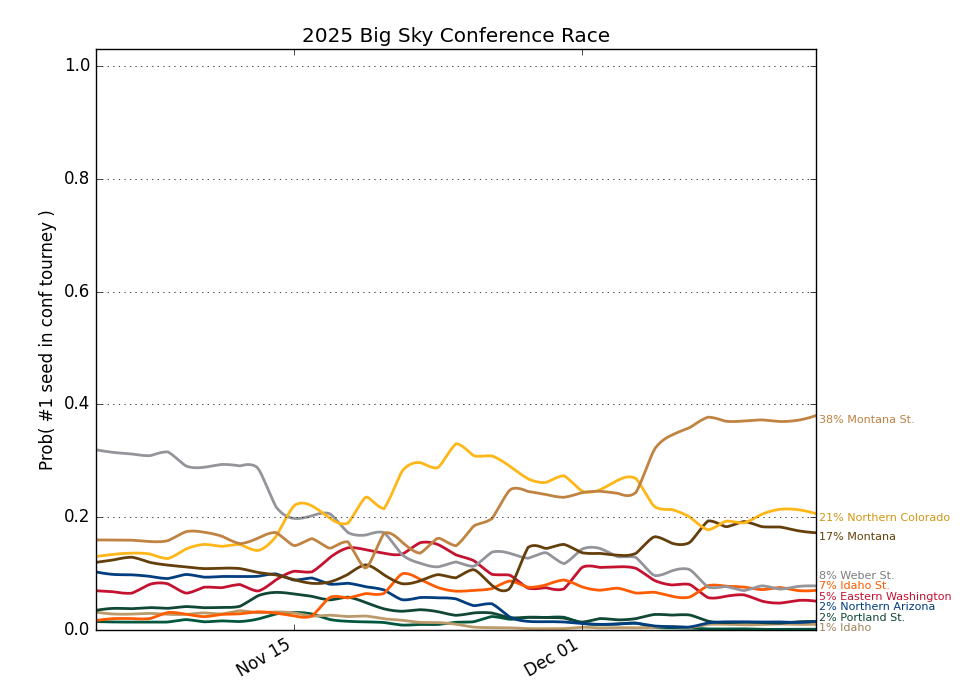 2025 Big Sky Conference Race
1.0
0.8
0.6
0.4
0.2
0.0
Prob( #1 seed in conf tourney )
Nov 15
Dec 01
38% Montana St.
21% Northern Colorado
17% Montana
8% Weber St.
7% Idaho St.
5% Eastern Washington
2% Northern Arizona
2% Portland St.
1% Idaho